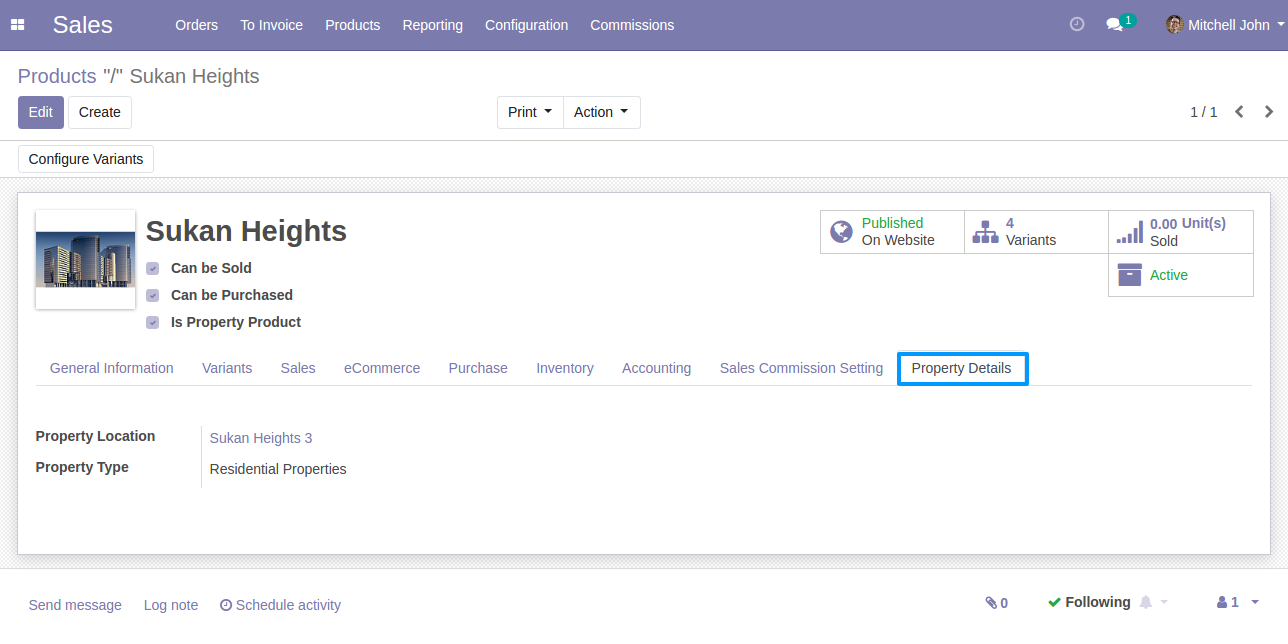 Sales Orders To Invoice Products Reporting Configuration Commissions 1 Mitchell John
Products "/" Sukan Heights
Edit Create Print Action 1 / 1
Configure Variants
Sukan Heights
Can be Sold
Can be Purchased
Is Property Product
Published
On Website
4
Variants
0.00 Unit(s)
Sold
Active
General Information Variants Sales eCommerce Purchase Inventory Accounting Sales Commission Setting Property Details
Property Location Sukan Heights 3
Property Type Residential Properties
Send message Log note Schedule activity 0 Following 1